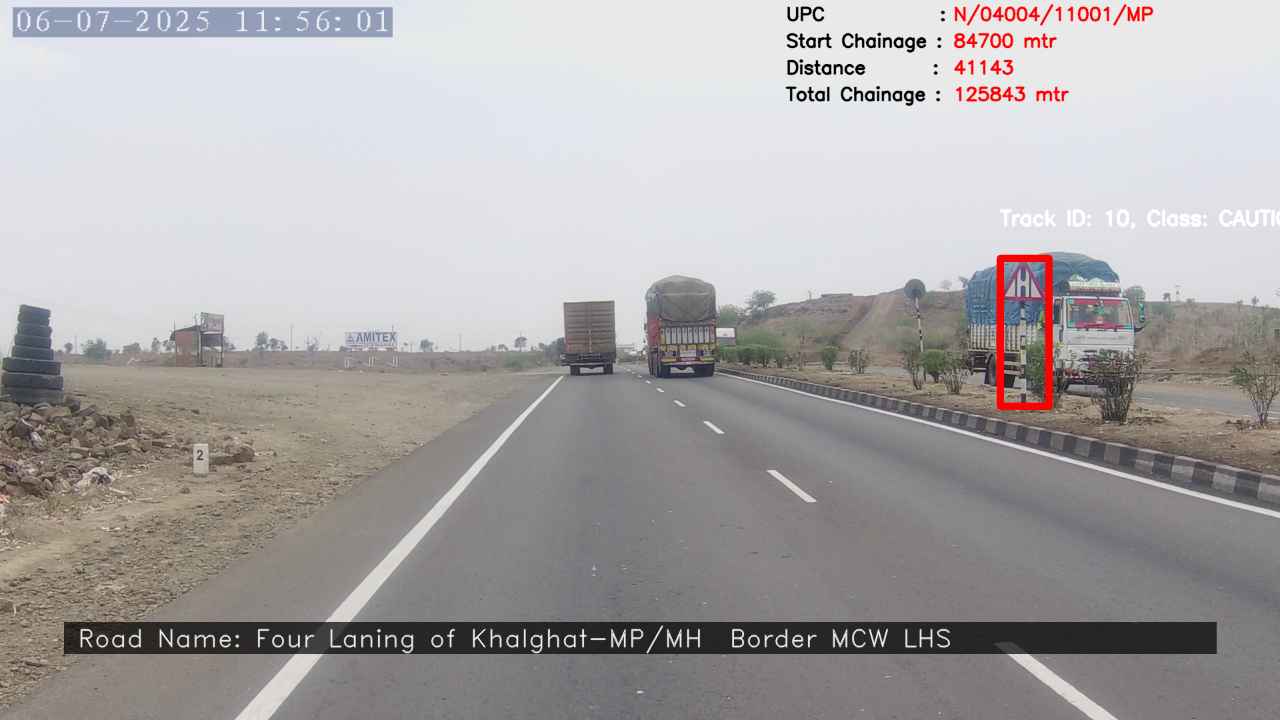 06-07-2025 11:56:01
UPC : N/04004/11001/MP
Start Chainage : 84700 mtr
Distance : 41143
Total Chainage : 125843 mtr
Track ID: 10, Class: CAUTIO
AMITEX
2
Road Name: Four Laning of Khalghat-MP/MH Border MCW LHS